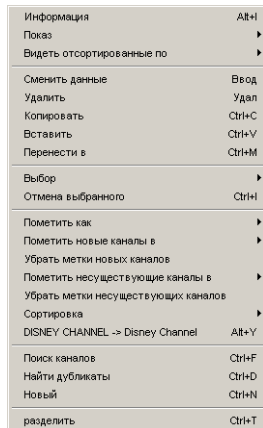 Информация Alt+I
Показ
Видеть отсортированные по
Сменить данные Ввод
Удалить Удал
Копировать Ctrl+C
Вставить Ctrl+V
Перенести в Ctrl+M
Выбор
Отмена выбранного Ctrl+I
Пометить как
Пометить новые каналы в
Убрать метки новых каналов
Пометить несуществующие каналы в
Убрать метки несуществующих каналов
Сортировка
DISNEY CHANNEL -> Disney Channel Alt+Y
Поиск каналов Ctrl+F
Найти дубликаты Ctrl+D
Новый Ctrl+N
разделить Ctrl+T